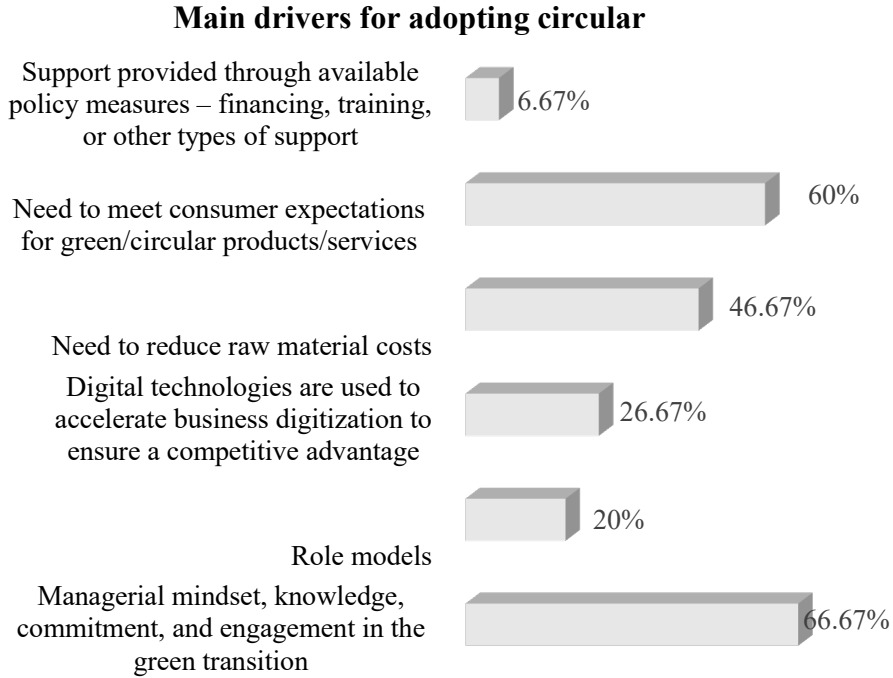 Main drivers for adopting circular
Support provided through available
policy measures – financing, training,
or other types of support
6.67%
Need to meet consumer expectations
for green/circular products/services
60%
Need to reduce raw material costs
46.67%
Digital technologies are used to
accelerate business digitization to
ensure a competitive advantage
26.67%
Role models
20%
Managerial mindset, knowledge,
commitment, and engagement in the
green transition
66.67%